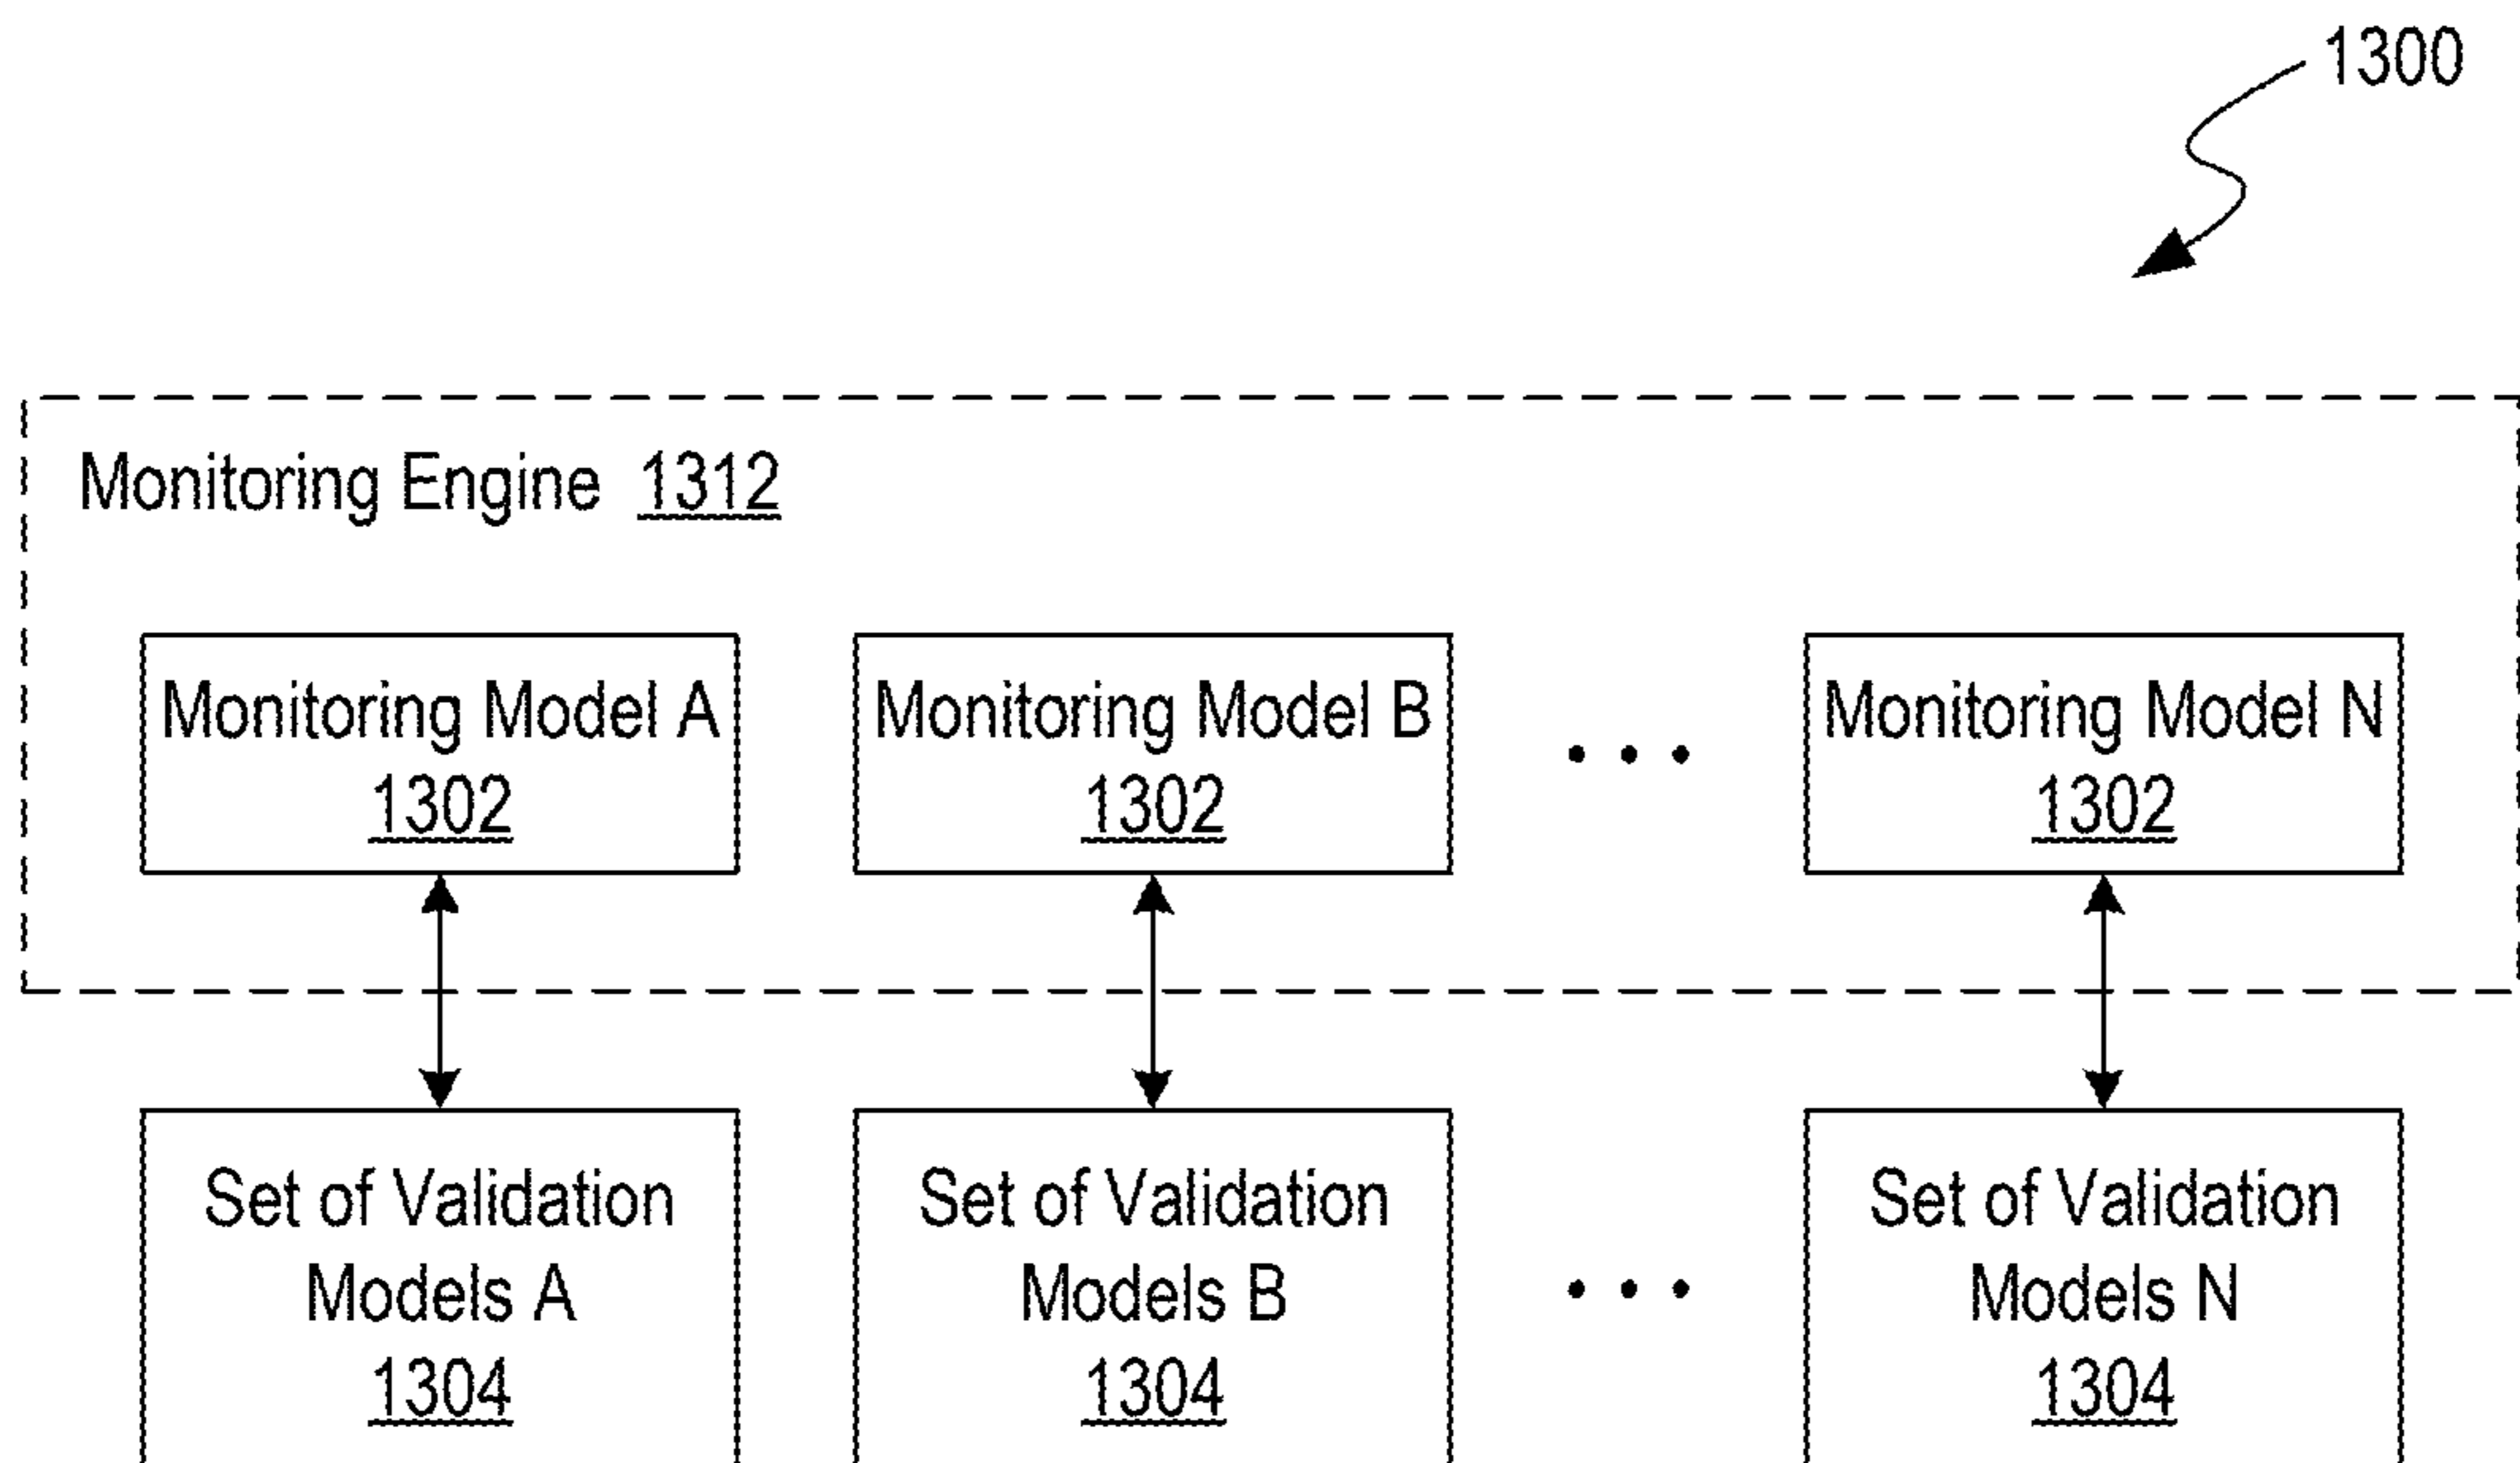 1300
Monitoring Engine 1312
Monitoring Model A
1302
Monitoring Model B
1302
• • •
Monitoring Model N
1302
Set of Validation
Models A
1304
Set of Validation
Models B
1304
• • •
Set of Validation
Models N
1304